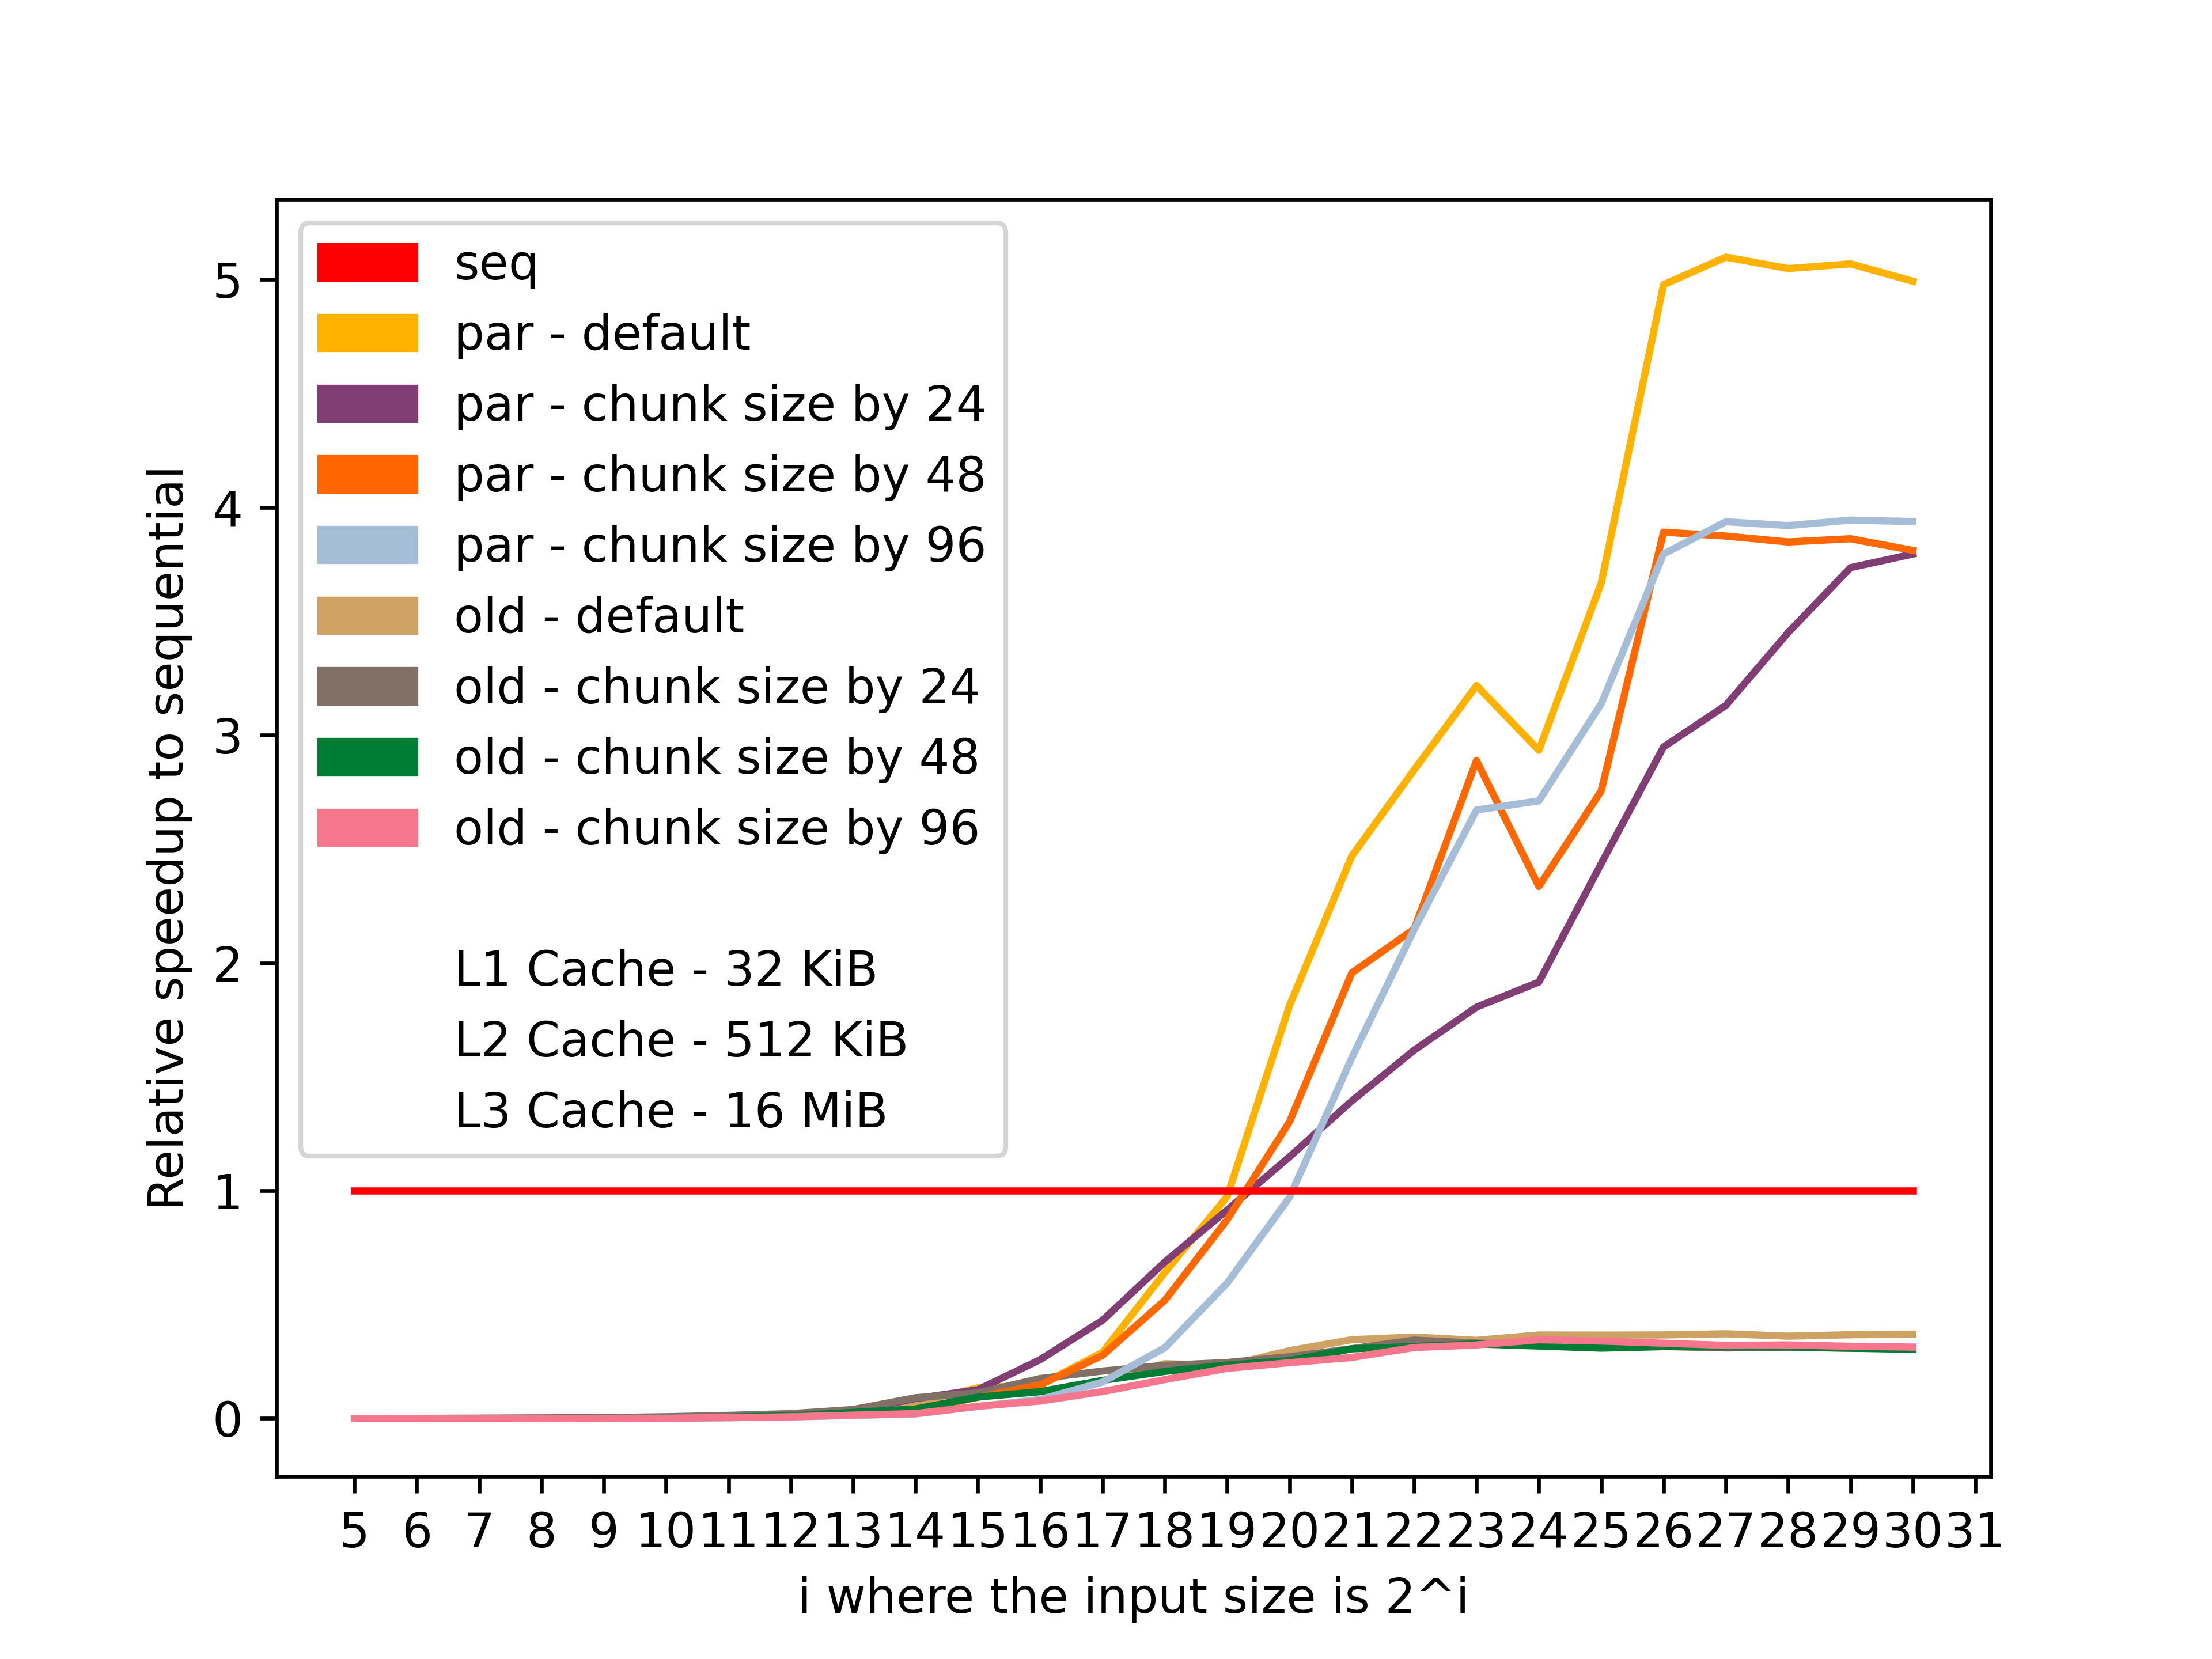 seq
par - default
par - chunk size by 24
par - chunk size by 48
par - chunk size by 96
old - default
old - chunk size by 24
old - chunk size by 48
old - chunk size by 96
L1 Cache - 32 KiB
L2 Cache - 512 KiB
L3 Cache - 16 MiB
Relative speedup to sequential
5
4
3
2
1
0
5 6 7 8 9 10 11 12 13 14 15 16 17 18 19 20 21 22 23 24 25 26 27 28 29 30 31
i where the input size is 2^i